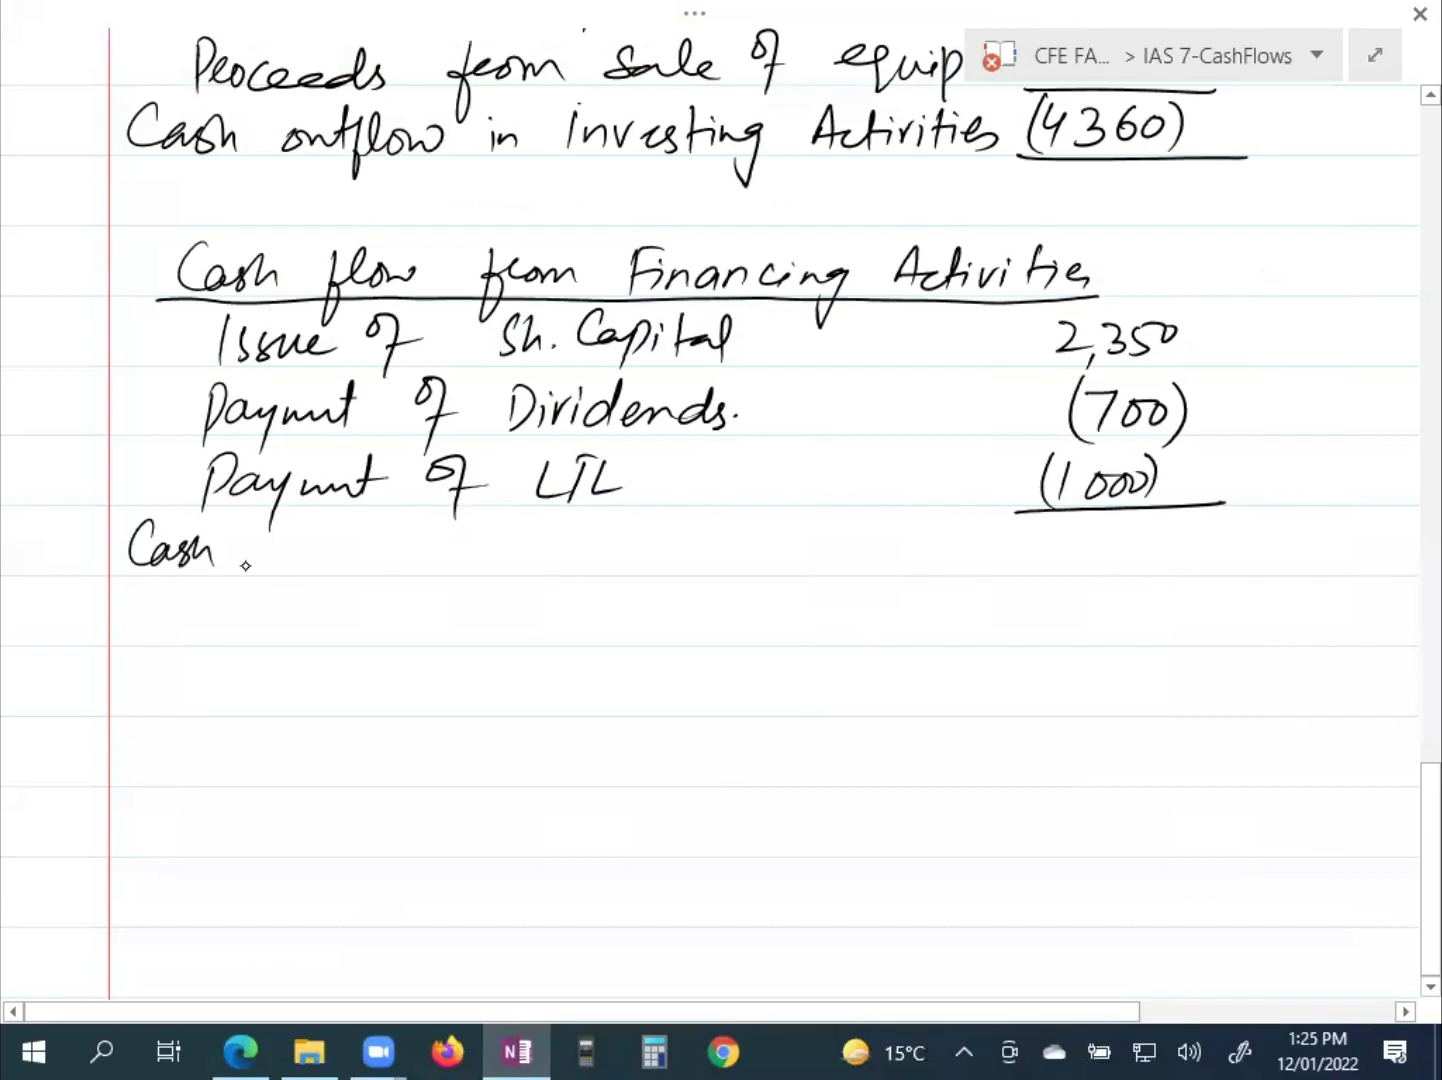 Proceeds from Sale of equip
CFE FA... > IAS 7-CashFlows
Cash outflow in Investing Activities (4360)
Cash flow from Financing Activities
Issue of Sh. Capital 2,350
Payment of Dividends. (700)
Payment of LTL (1000)
Cash
15°C
1:25 PM
12/01/2022